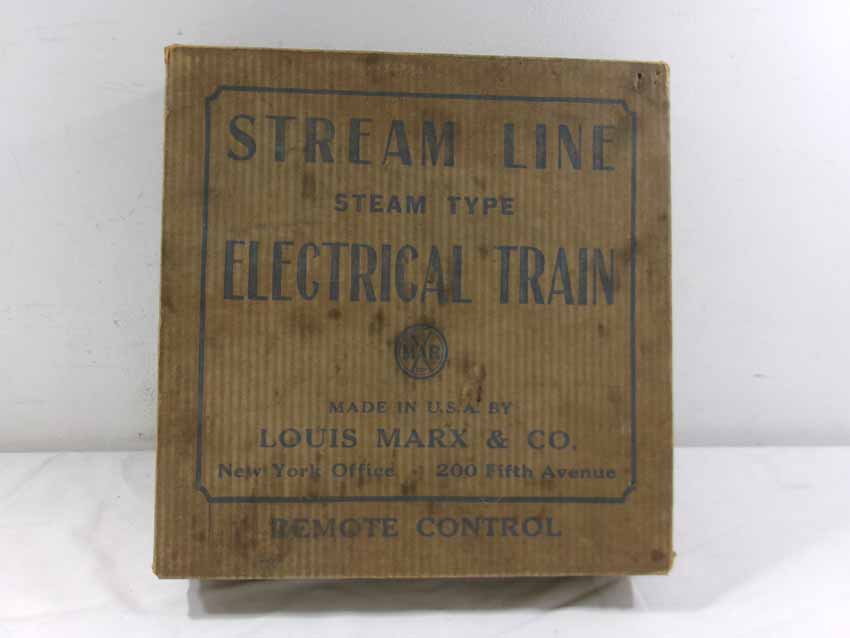 STREAM LINE
STEAM TYPE
ELECTRICAL TRAIN
MAR
MADE IN U.S.A. BY
LOUIS MARX & CO.
New York Office 200 Fifth Avenue
REMOTE CONTROL